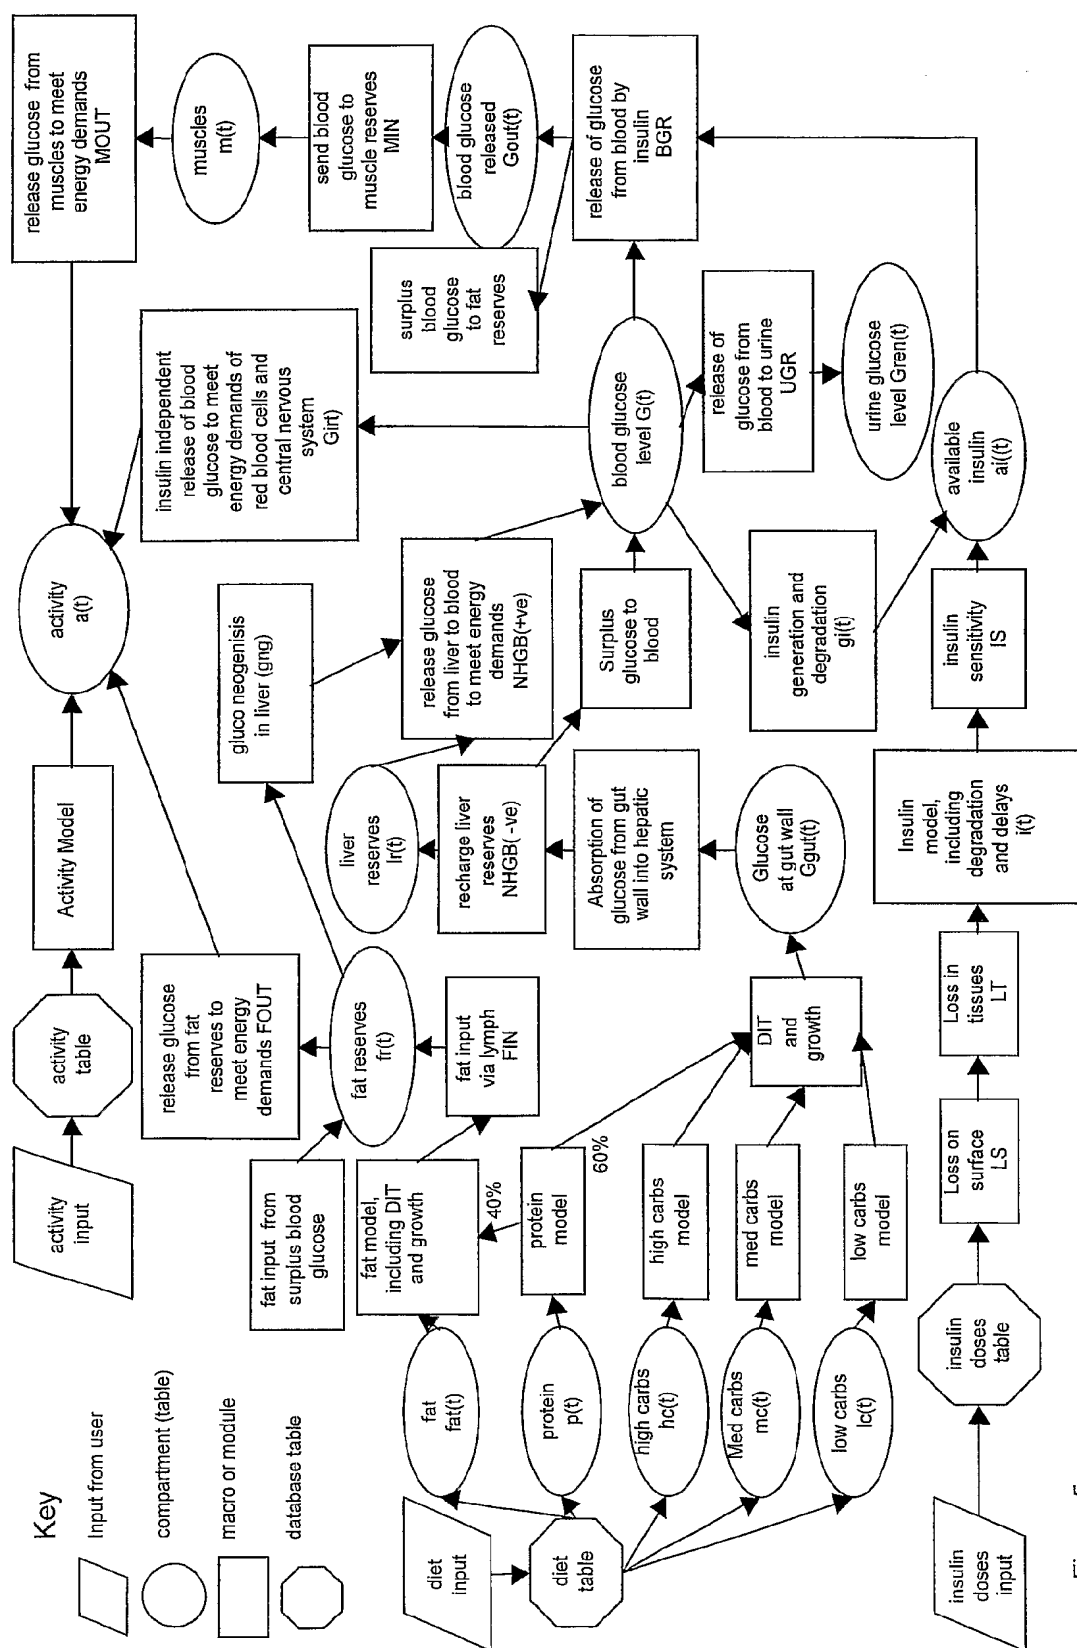 Key
Input from user
compartment (table)
macro or module
database table
activity
input
activity
table
Activity Model
activity
a(t)
release glucose from
muscles to meet
energy demands
MOUT
muscles
m(t)
send blood
glucose to
muscle reserves
MIN
blood glucose
released
Gout(t)
release of glucose
from blood by
insulin
BGR
surplus
blood
glucose
to fat
reserves
insulin independent
release of blood
glucose to meet
energy demands of
red blood cells and
central nervous
system
Girt)
release glucose
from fat
reserves to
meet energy
demands FOUT
gluco neogenisis
in liver (gng)
fat input from
surplus blood
glucose
fat reserves
fr(t)
liver
reserves
lr(t)
release glucose
from liver to blood
to meet energy
demands
NHGB(+ve)
blood glucose
level G(t)
fat
fat(t)
fat model,
including DIT
and growth
fat input
via lymph
FIN
recharge liver
reserves
NHGB( -ve)
Surplus
glucose to
blood
release of
glucose from
blood to urine
UGR
urine glucose
level Gren(t)
40%
protein
p(t)
protein
model
60%
Absorption of
glucose from gut
wall into hepatic
system
diet
input
diet
table
high carbs
hc(t)
high carbs
model
Med carbs
mc(t)
med carbs
model
low carbs
lc(t)
low carbs
model
DIT
and
growth
Glucose
at gut wall
Ggut(t)
insulin
generation and
degradation
gi(t)
insulin
doses
input
insulin
doses
table
Loss on
surface
LS
Loss in
tissues
LT
Insulin
model,
including
degradation
and delays
i(t)
insulin
sensitivity
IS
available
insulin
ai((t)